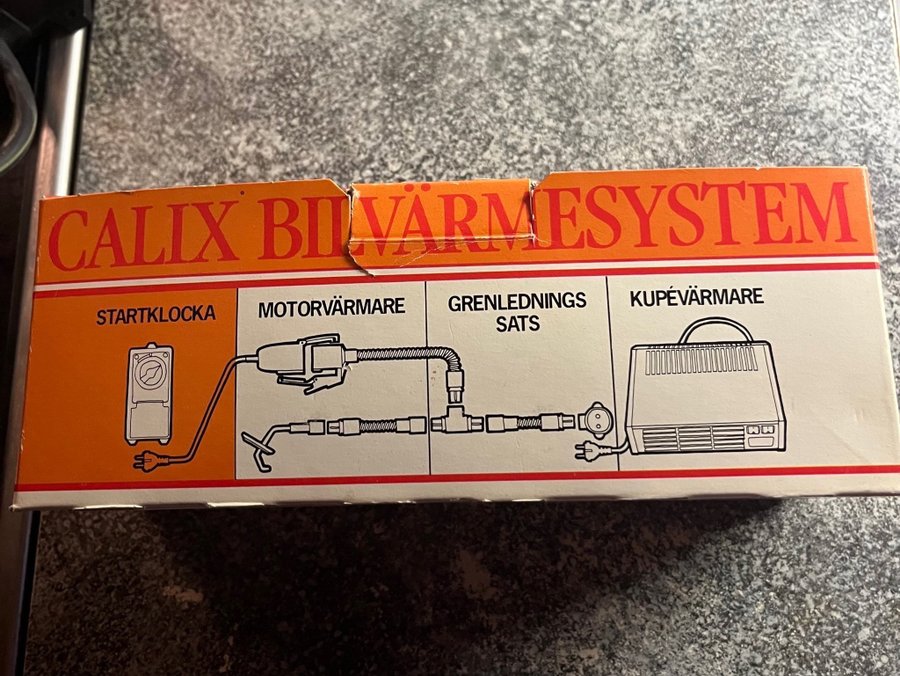 CALIX BILVÄRMESYSTEM
STARTKLOCKA
MOTORVÄRMARE
GRENLEDNINGS
SATS
KUPÉVÄRMARE